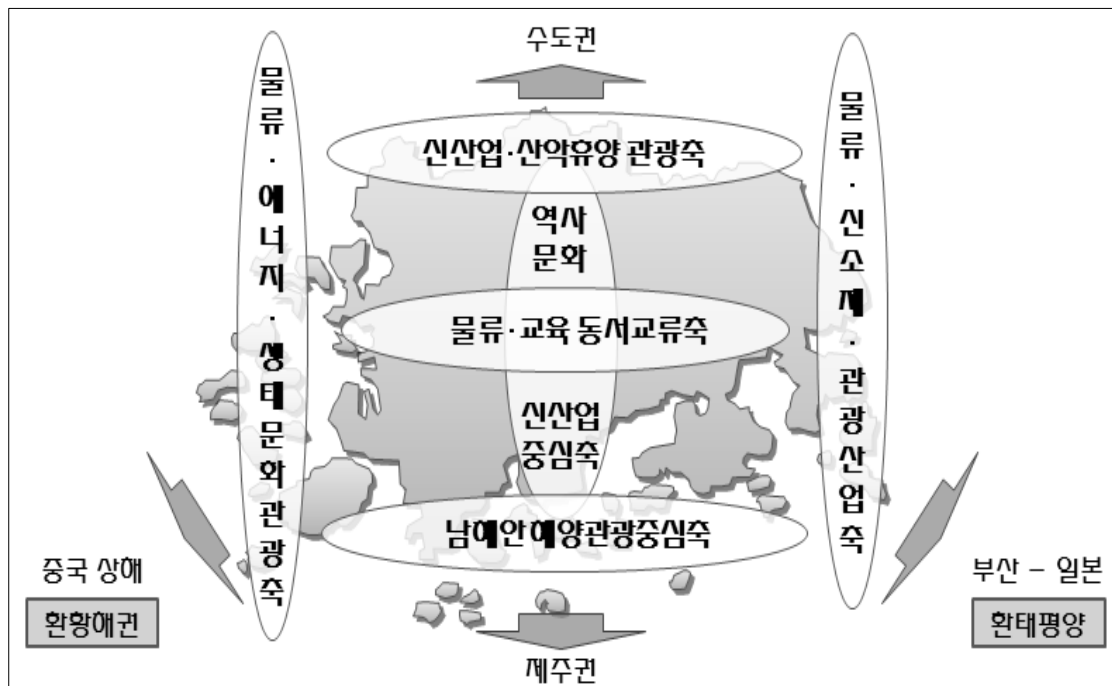 수도권
물류·에너지·생태문화관광축
물류·신소재·관광산업축
신산업·산악휴양 관광축
역사
문화
물류·교육 동서교류축
신산업
중심축
남해안해양관광중심축
중국 상해
환황해권
부산 – 일본
환태평양
제주권